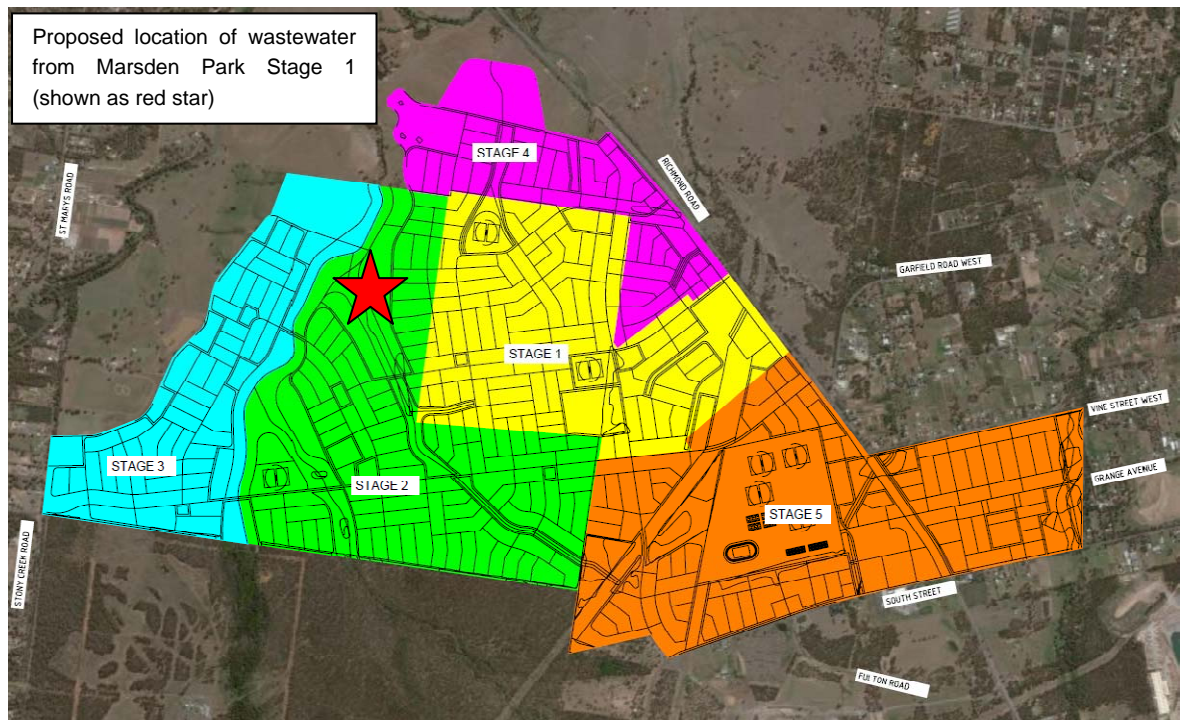 Proposed location of wastewater
from Marsden Park Stage 1
(shown as red star)
STAGE 4
RICHMOND ROAD
ST MARYS ROAD
GARFIELD ROAD WEST
STAGE 1
VINE STREET WEST
STAGE 3
GRANGE AVENUE
STAGE 2
STAGE 5
STONY CREEK ROAD
SOUTH STREET
FULTON ROAD